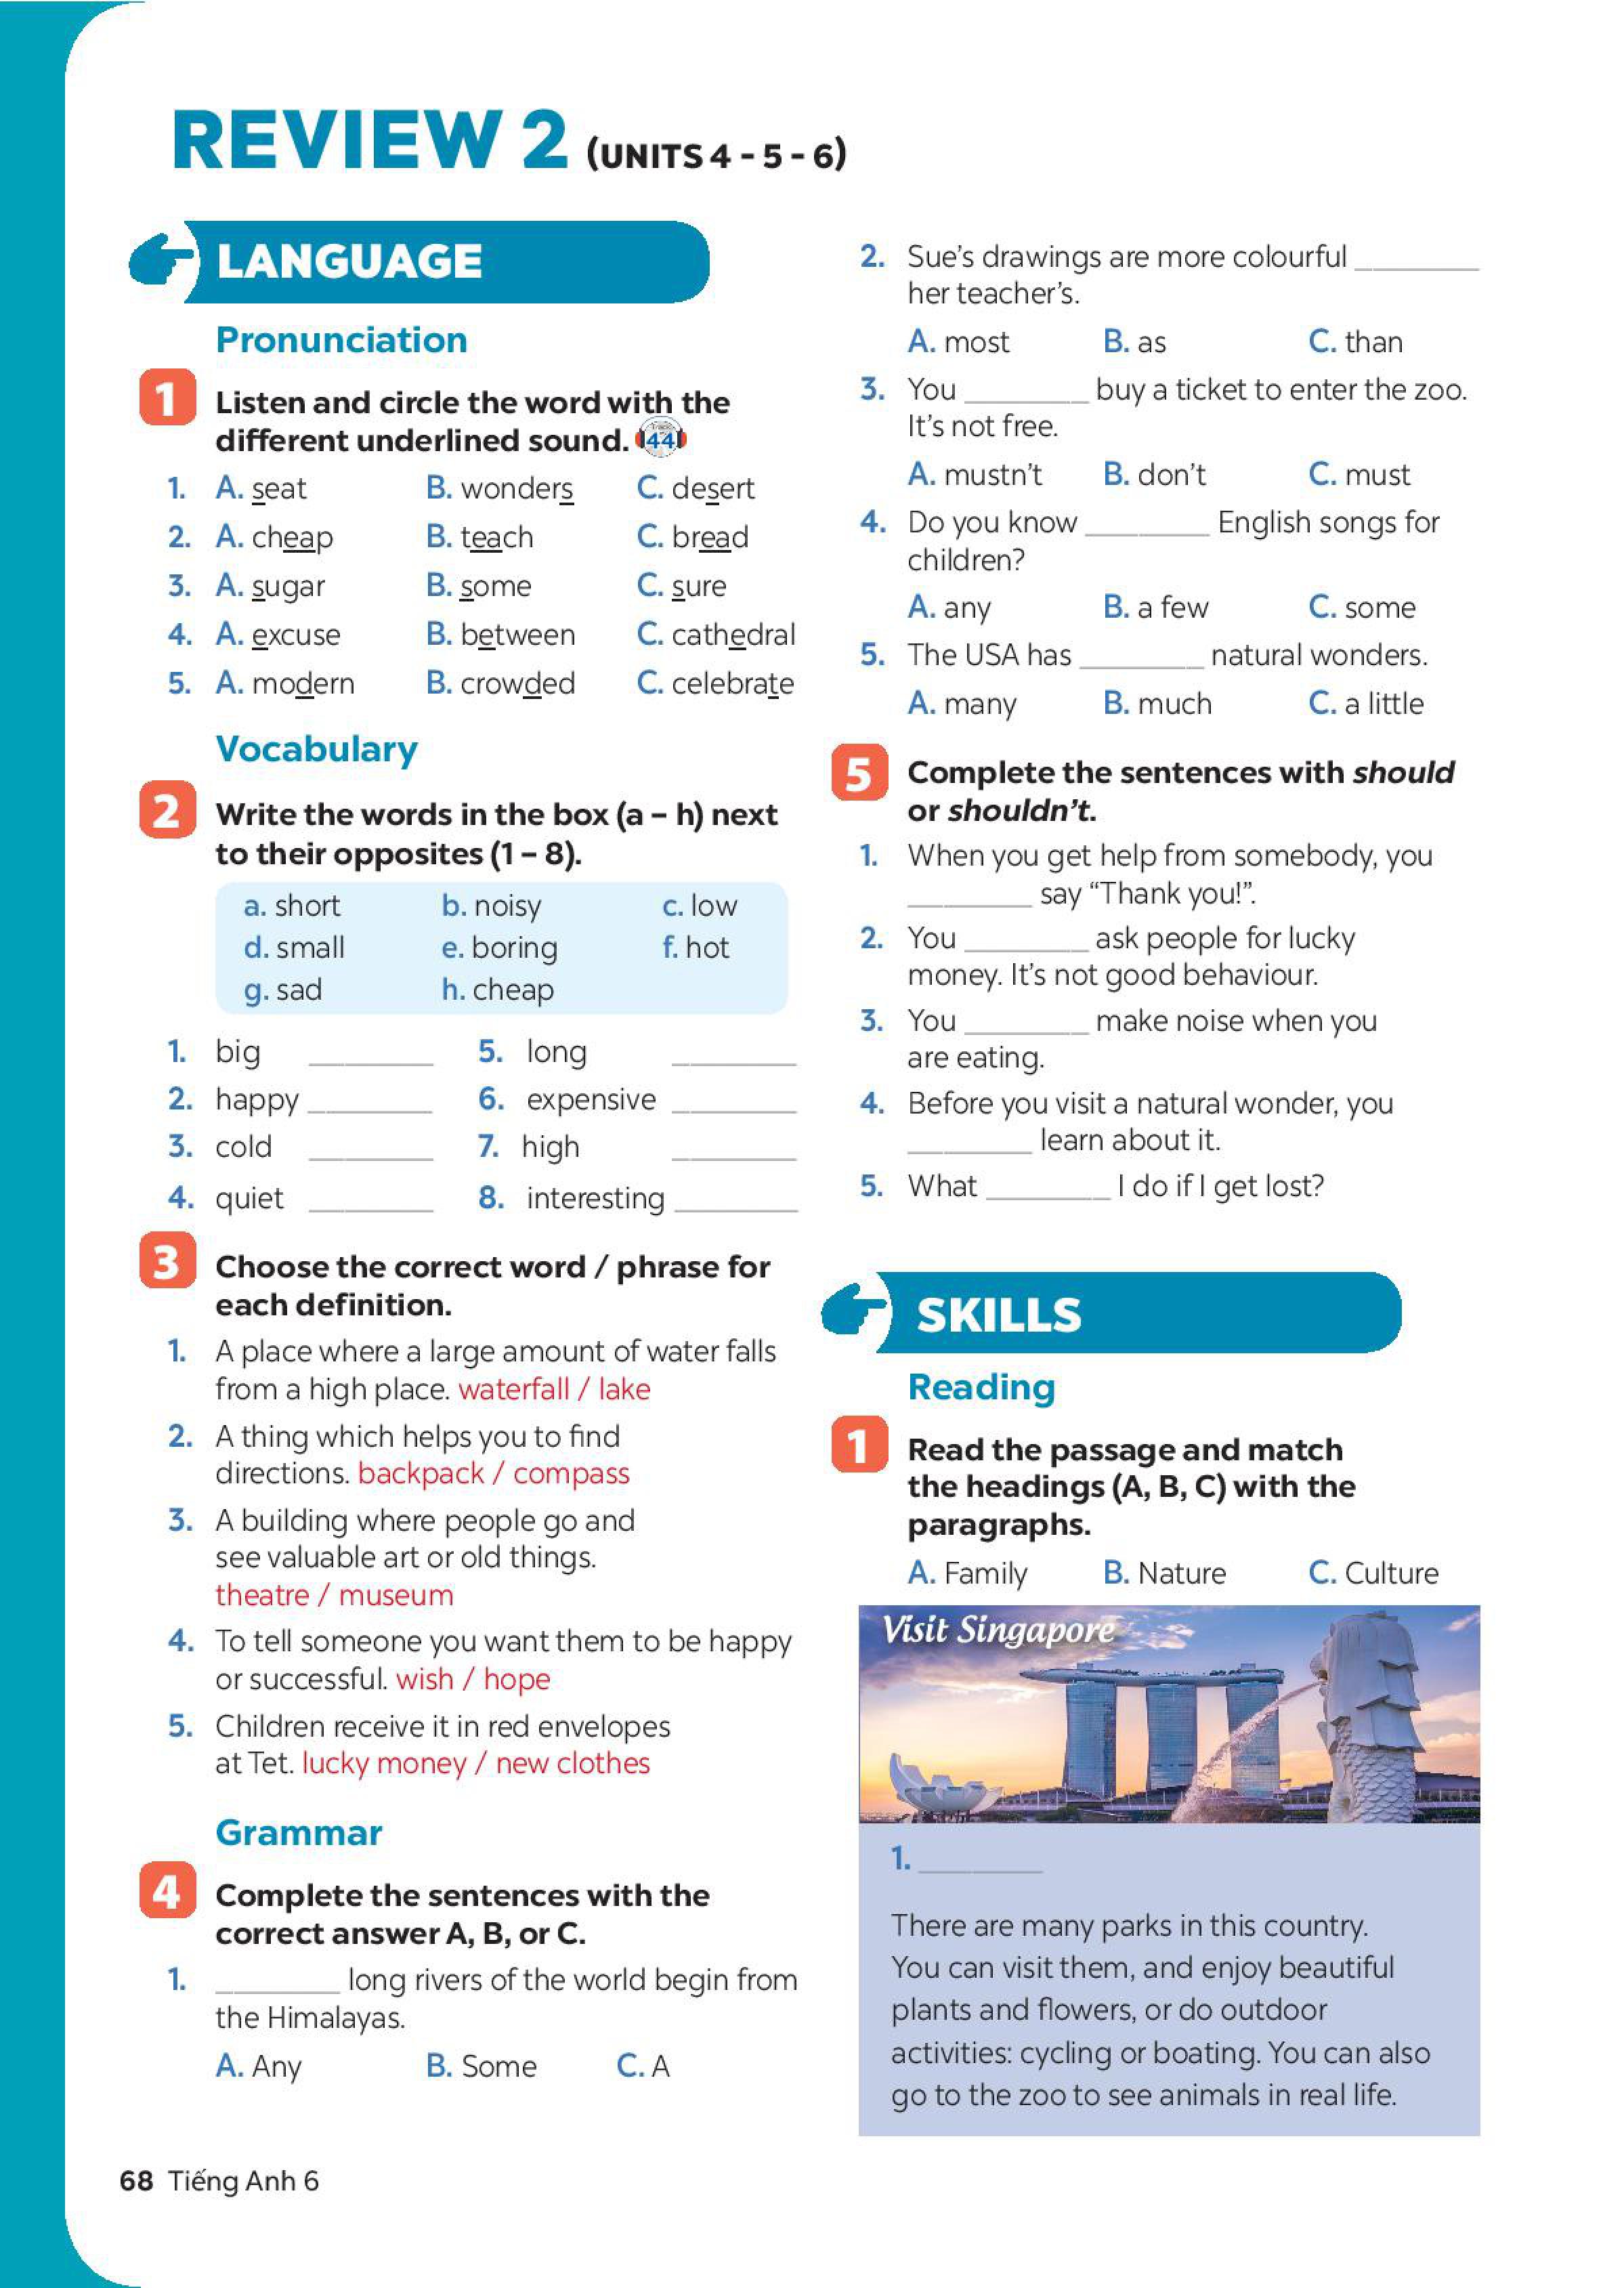 REVIEW 2 (UNITS 4 - 5 - 6)
LANGUAGE
Pronunciation
1 Listen and circle the word with the
different underlined sound. 44
1. A. seat B. wonders C. desert
2. A. cheap B. teach C. bread
3. A. sugar B. some C. sure
4. A. excuse B. between C. cathedral
5. A. modern B. crowded C. celebrate
Vocabulary
2 Write the words in the box (a – h) next
to their opposites (1 – 8).
a. short b. noisy c. low
d. small e. boring f. hot
g. sad h. cheap
1. big ________ 5. long ________
2. happy ________ 6. expensive ________
3. cold ________ 7. high ________
4. quiet ________ 8. interesting ________
3 Choose the correct word / phrase for
each definition.
1. A place where a large amount of water falls
from a high place. waterfall / lake
2. A thing which helps you to find
directions. backpack / compass
3. A building where people go and
see valuable art or old things.
theatre / museum
4. To tell someone you want them to be happy
or successful. wish / hope
5. Children receive it in red envelopes
at Tet. lucky money / new clothes
Grammar
4 Complete the sentences with the
correct answer A, B, or C.
1. ________ long rivers of the world begin from
the Himalayas.
A. Any B. Some C. A
2. Sue's drawings are more colourful ________
her teacher's.
A. most B. as C. than
3. You ________ buy a ticket to enter the zoo.
It's not free.
A. mustn't B. don't C. must
4. Do you know ________ English songs for
children?
A. any B. a few C. some
5. The USA has ________ natural wonders.
A. many B. much C. a little
5 Complete the sentences with should
or shouldn't.
1. When you get help from somebody, you
________ say "Thank you!".
2. You ________ ask people for lucky
money. It's not good behaviour.
3. You ________ make noise when you
are eating.
4. Before you visit a natural wonder, you
________ learn about it.
5. What ________ I do if I get lost?
SKILLS
Reading
1 Read the passage and match
the headings (A, B, C) with the
paragraphs.
A. Family B. Nature C. Culture
Visit Singapore
1. ________
There are many parks in this country.
You can visit them, and enjoy beautiful
plants and flowers, or do outdoor
activities: cycling or boating. You can also
go to the zoo to see animals in real life.
68 Tiếng Anh 6